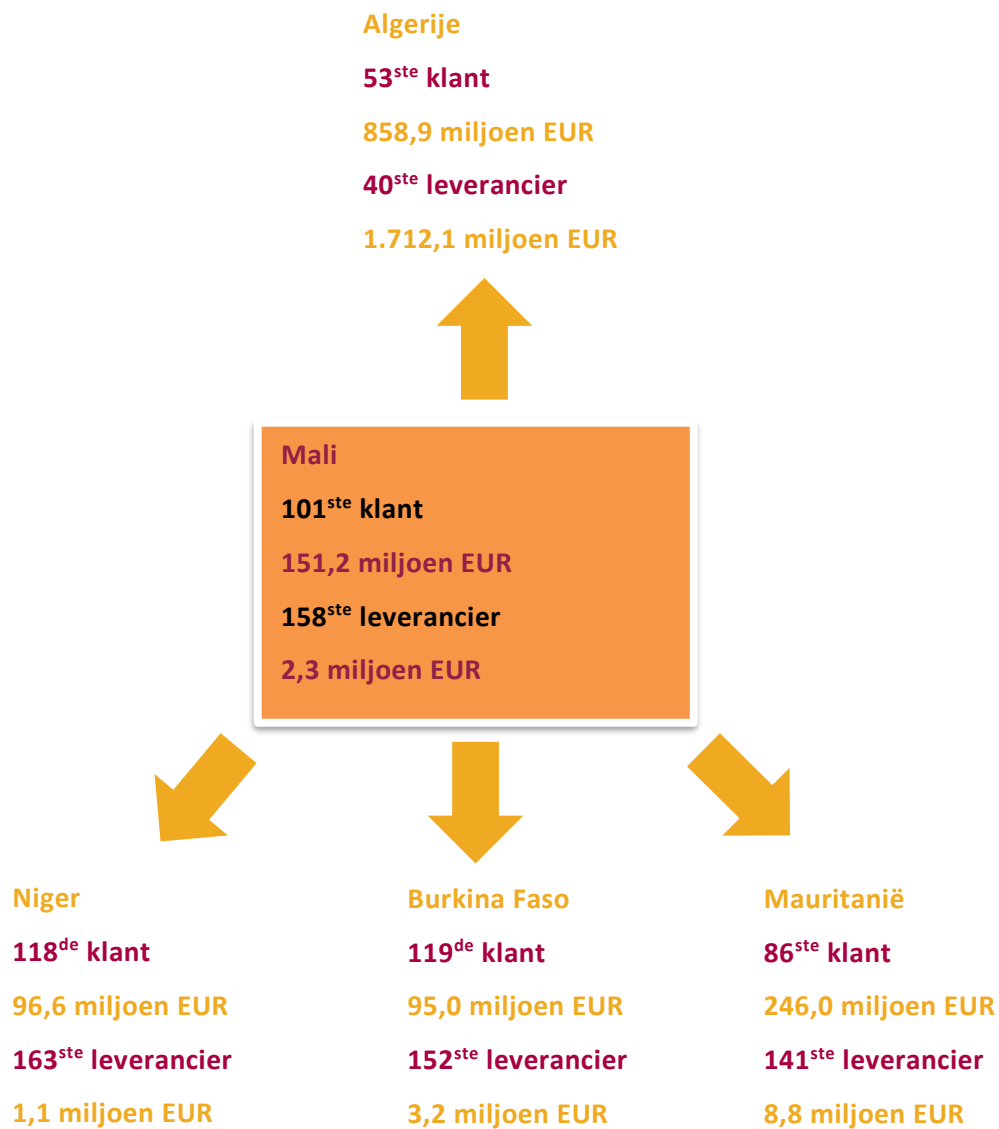 Algerije
53ste klant
858,9 miljoen EUR
40ste leverancier
1.712,1 miljoen EUR
Mali
101ste klant
151,2 miljoen EUR
158ste leverancier
2,3 miljoen EUR
Niger
118de klant
96,6 miljoen EUR
163ste leverancier
1,1 miljoen EUR
Burkina Faso
119de klant
95,0 miljoen EUR
152ste leverancier
3,2 miljoen EUR
Mauritanië
86ste klant
246,0 miljoen EUR
141ste leverancier
8,8 miljoen EUR